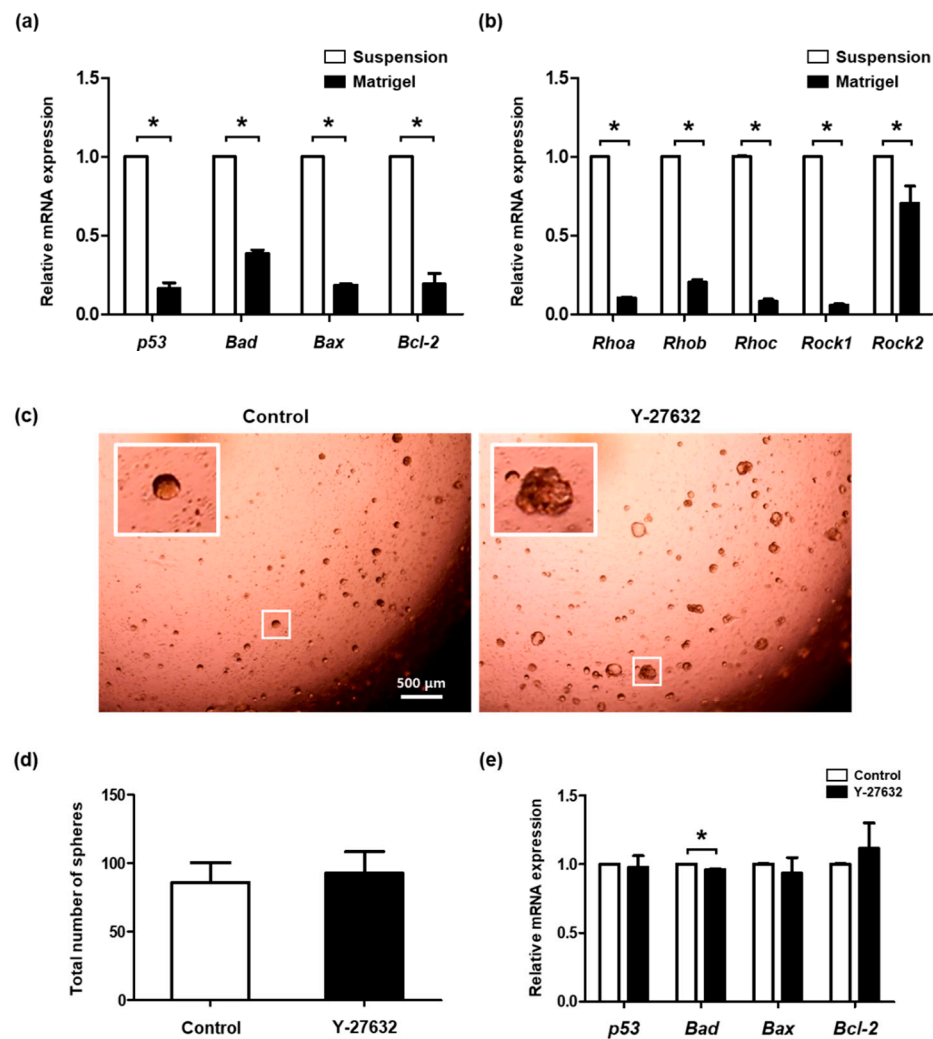 (a)
Suspension
Matrigel
Relative mRNA expression
1.5
1.0
0.5
0.0
* * * *
p53 Bad Bax Bcl-2
(b)
Suspension
Matrigel
Relative mRNA expression
1.5
1.0
0.5
0.0
* * * * *
Rhoa Rhob Rhoc Rock1 Rock2
(c)
Control Y-27632
500 µm
(d)
Total number of spheres
150
100
50
0
Control Y-27632
(e)
Control
Y-27632
Relative mRNA expression
1.5
1.0
0.5
0.0
*
p53 Bad Bax Bcl-2